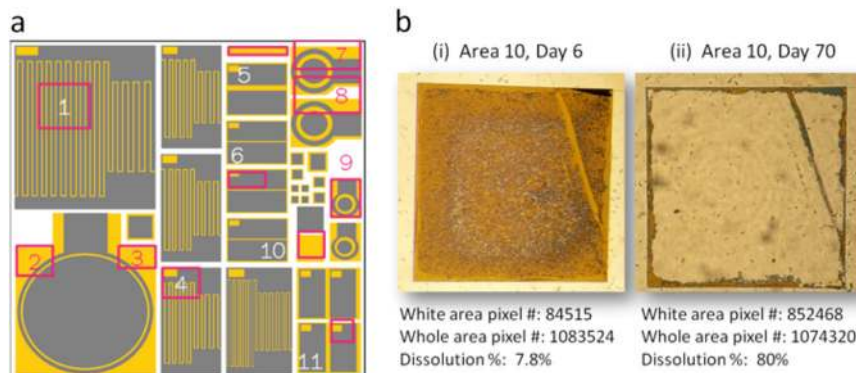 a
b
(i) Area 10, Day 6
(ii) Area 10, Day 70
1
2
3
4
5
6
7
8
9
10
11
White area pixel #: 84515
Whole area pixel #: 1083524
Dissolution %: 7.8%
White area pixel #: 852468
Whole area pixel #: 1074320
Dissolution %: 80%